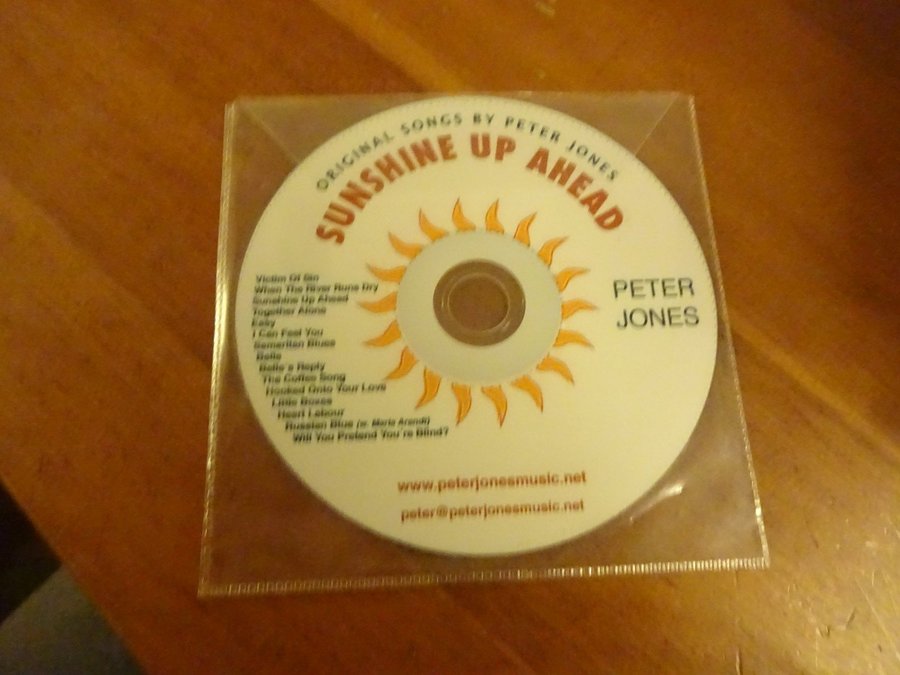 ORIGINAL SONGS BY PETER JONES
SUNSHINE UP AHEAD
PETER
JONES
Victim Of Sin
When The River Runs Dry
Sunshine Up Ahead
Together Alone
Easy
I Can Feel You
Samaritan Blues
Belle
Belle's Reply
The Coffee Song
Hooked Onto Your Love
Little Boxes
Heart Labour
Russian Blue (w. Maria Arendt)
Will You Pretend You're Blind?
www.peterjonesmusic.net
peter@peterjonesmusic.net